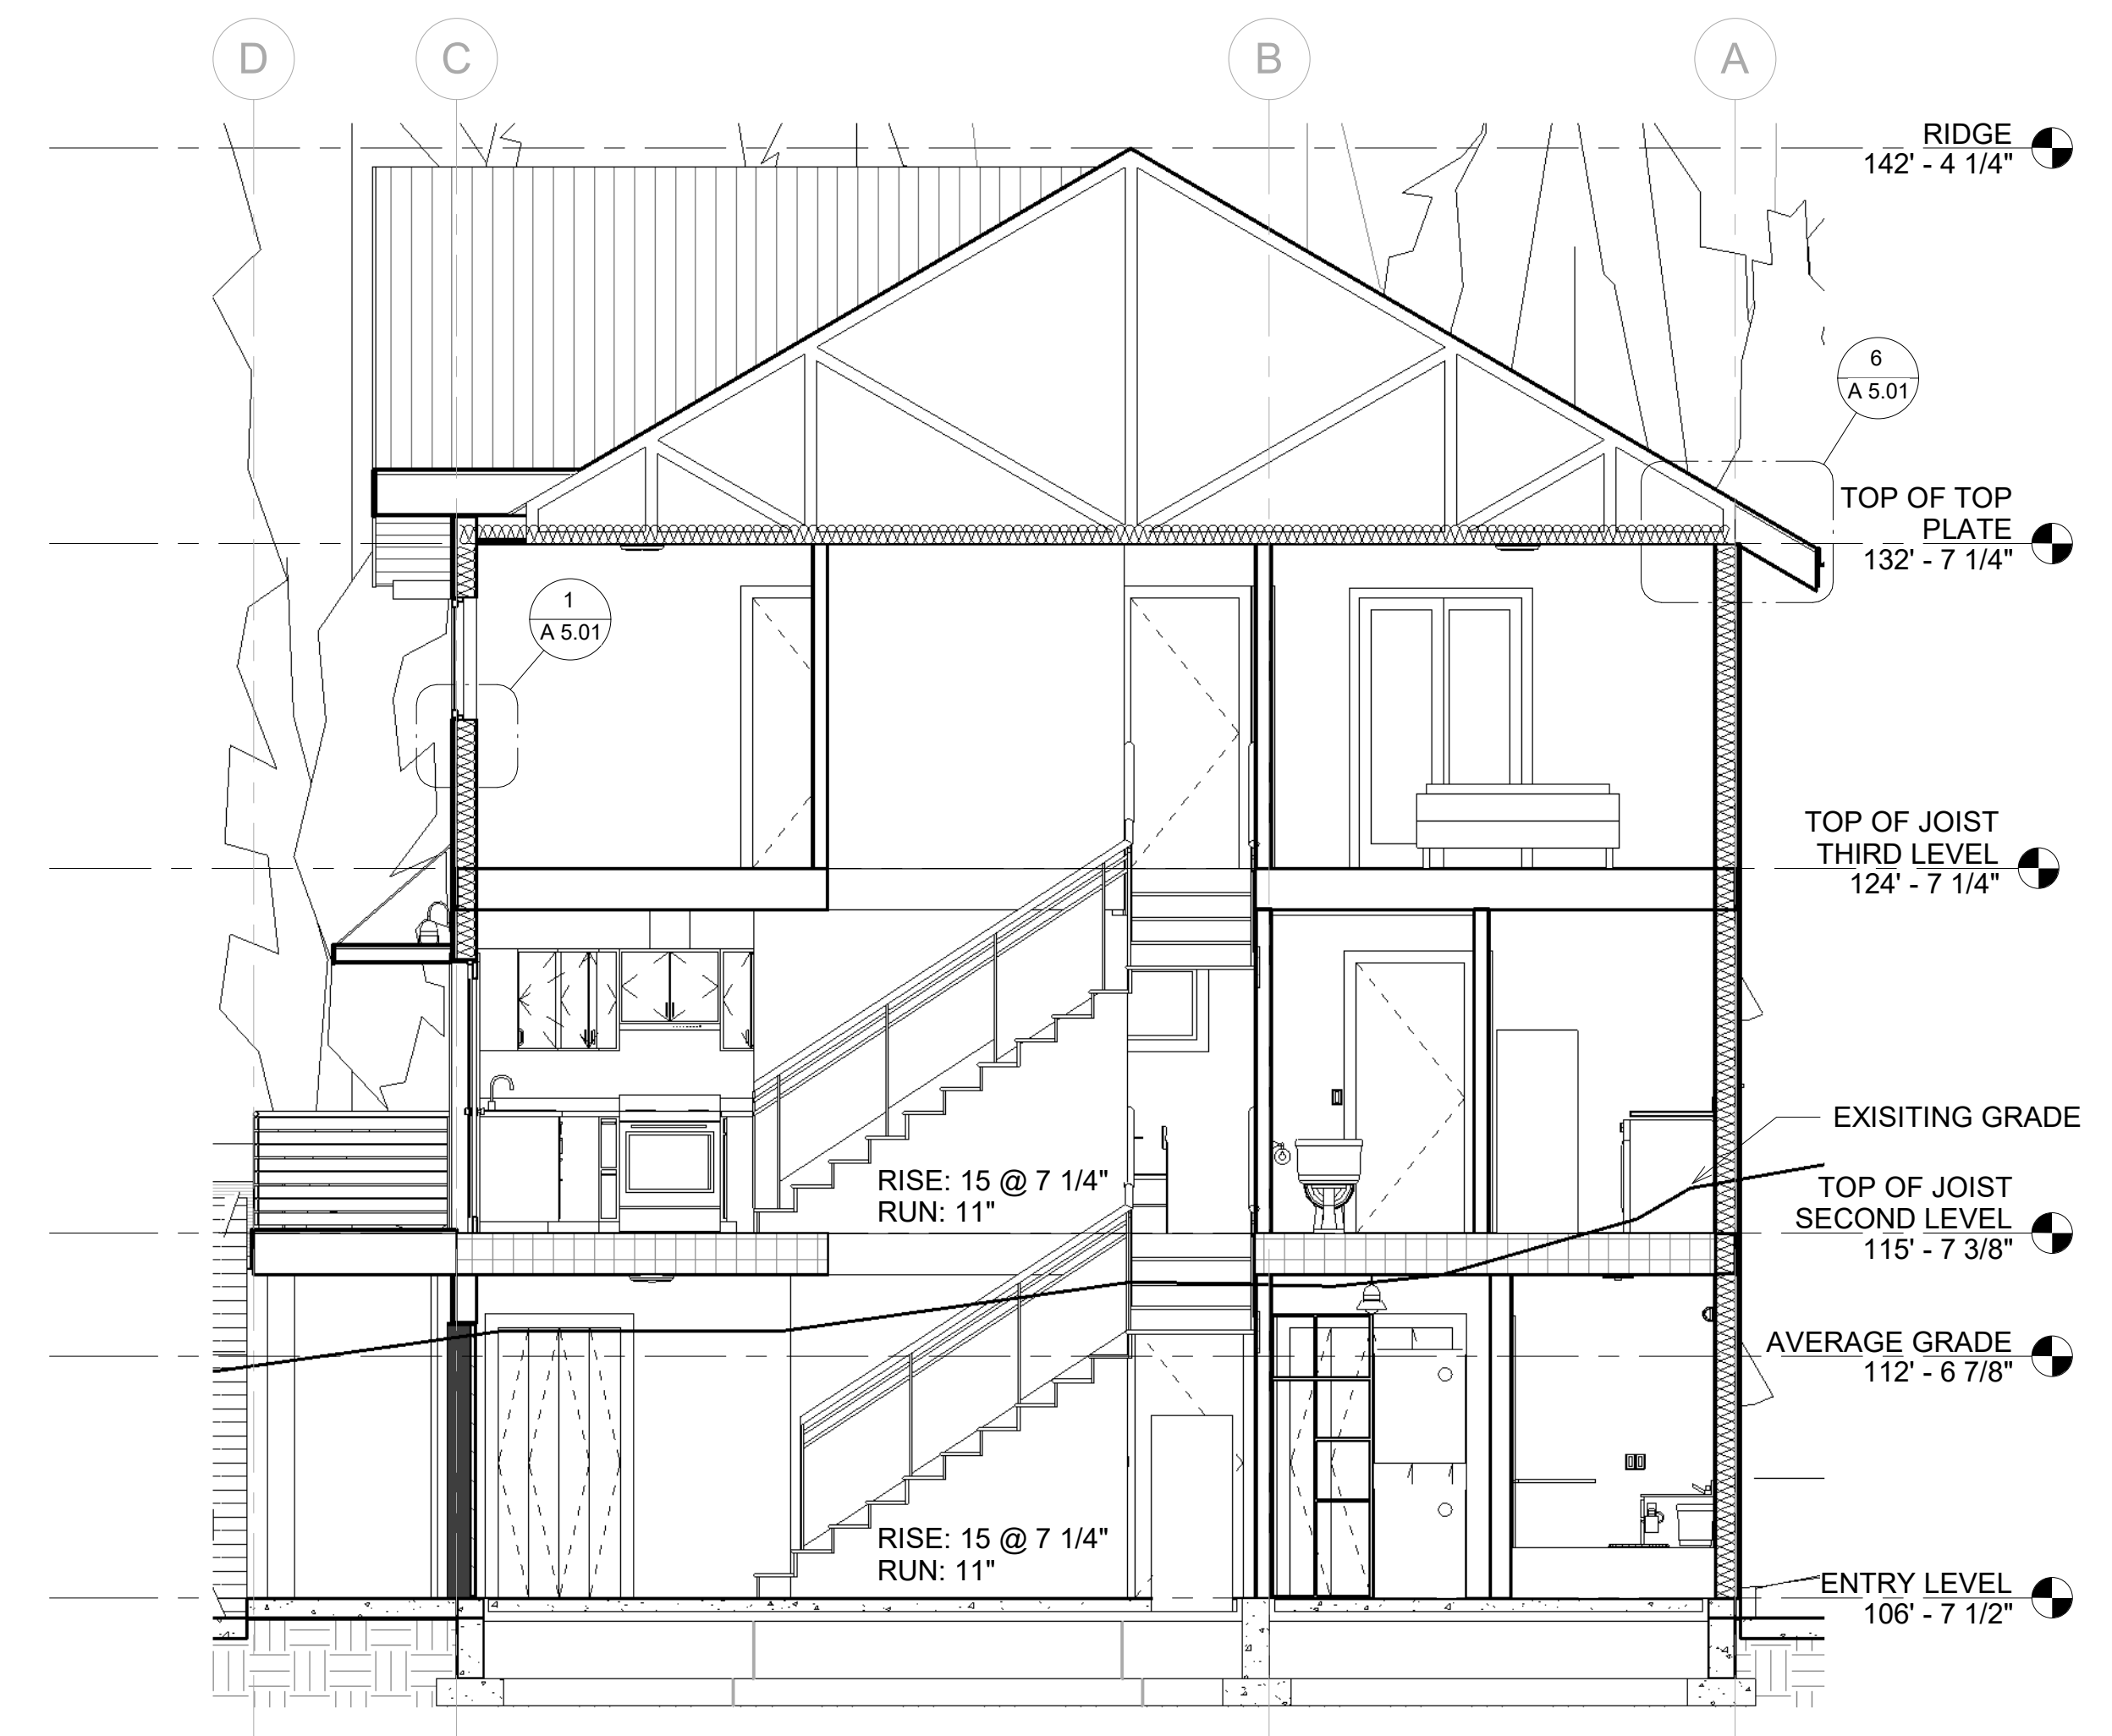 D
C
B
A
RIDGE
142' - 4 1/4"
6
A 5.01
TOP OF TOP
PLATE
132' - 7 1/4"
1
A 5.01
TOP OF JOIST
THIRD LEVEL
124' - 7 1/4"
EXISITING GRADE
RISE: 15 @ 7 1/4"
RUN: 11"
TOP OF JOIST
SECOND LEVEL
115' - 7 3/8"
AVERAGE GRADE
112' - 6 7/8"
RISE: 15 @ 7 1/4"
RUN: 11"
ENTRY LEVEL
106' - 7 1/2"